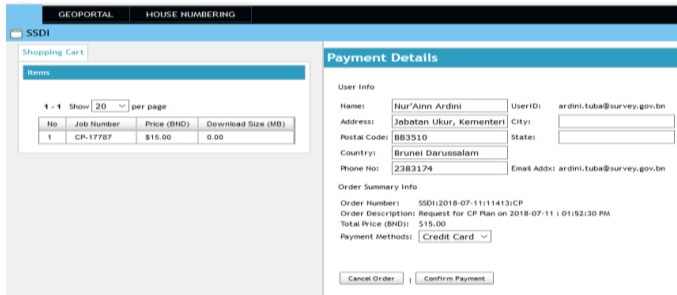 GEOPORTAL HOUSE NUMBERING
SSDI
Shopping Cart
Items
1 - 1 Show 20 per page
No Job Number Price (BND) Download Size (MB)
1 CP-17787 $15.00 0.00
Payment Details
User Info
Name: Nur'Ainn Ardini UserID: ardini.tuba@survey.gov.bn
Address: Jabatan Ukur, Kementeri City:
Postal Code: BB3510 State:
Country: Brunei Darussalam
Phone No: 2383174 Email Addx: ardini.tuba@survey.gov.bn
Order Summary Info
Order Number: SSDI:2018-07-11:11413:CP
Order Description: Request for CP Plan on 2018-07-11 : 01:52:30 PM
Total Price (BND): $15.00
Payment Methods: Credit Card
Cancel Order | Confirm Payment